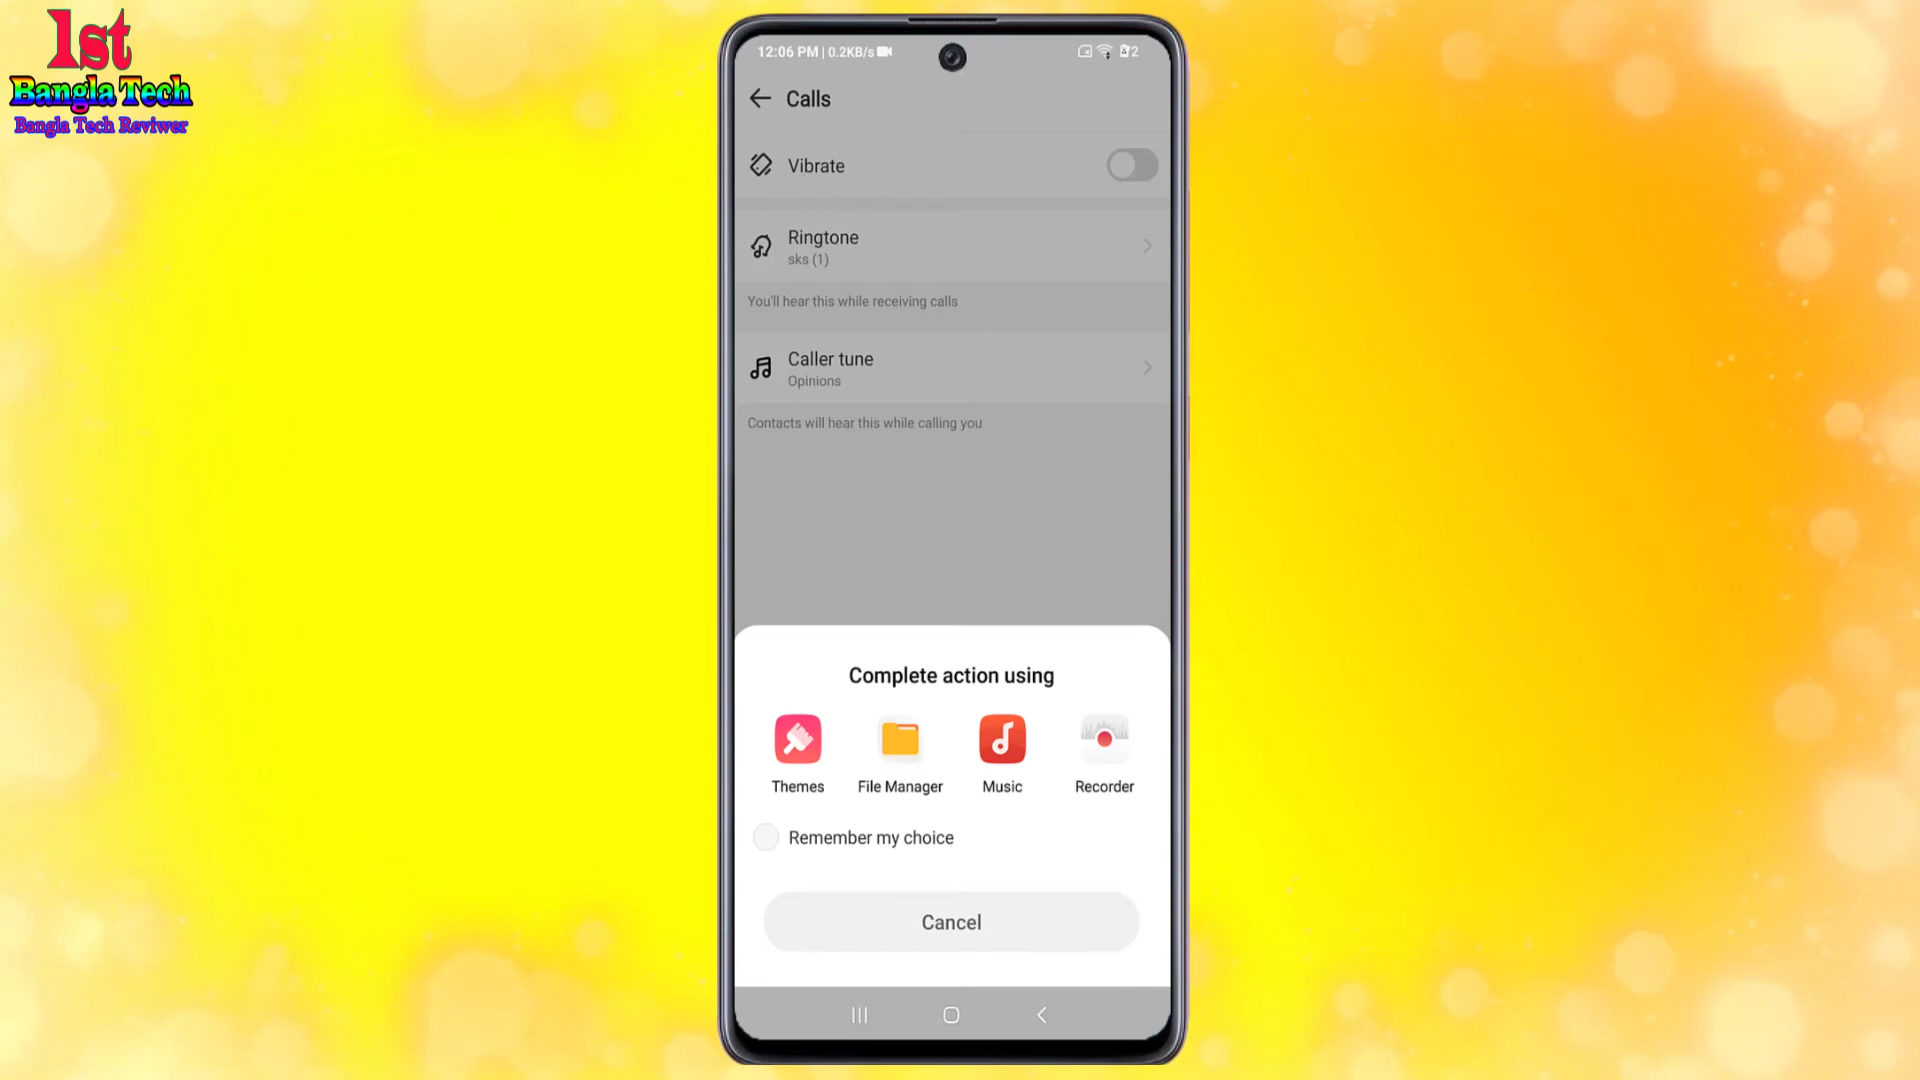 1st
Bangla Tech
Bangla Tech Reviwer
12:06 PM | 0.2KB/s
2
Calls
Vibrate
Ringtone
sks (1)
You'll hear this while receiving calls
Caller tune
Opinions
Contacts will hear this while calling you
Complete action using
Themes File Manager Music Recorder
Remember my choice
Cancel